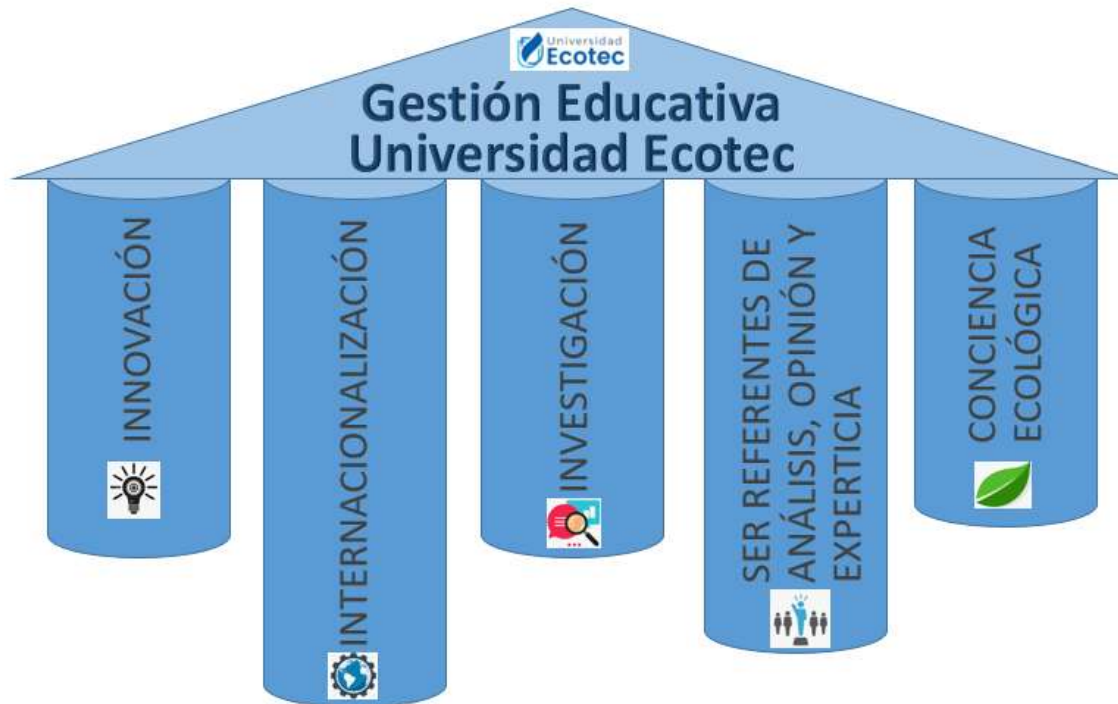 Universidad
Ecotec
Gestión Educativa
Universidad Ecotec
INNOVACIÓN
INTERNACIONALIZACIÓN
INVESTIGACIÓN
SER REFERENTES DE
ANÁLISIS, OPINIÓN Y
EXPERTICIA
CONCIENCIA
ECOLÓGICA